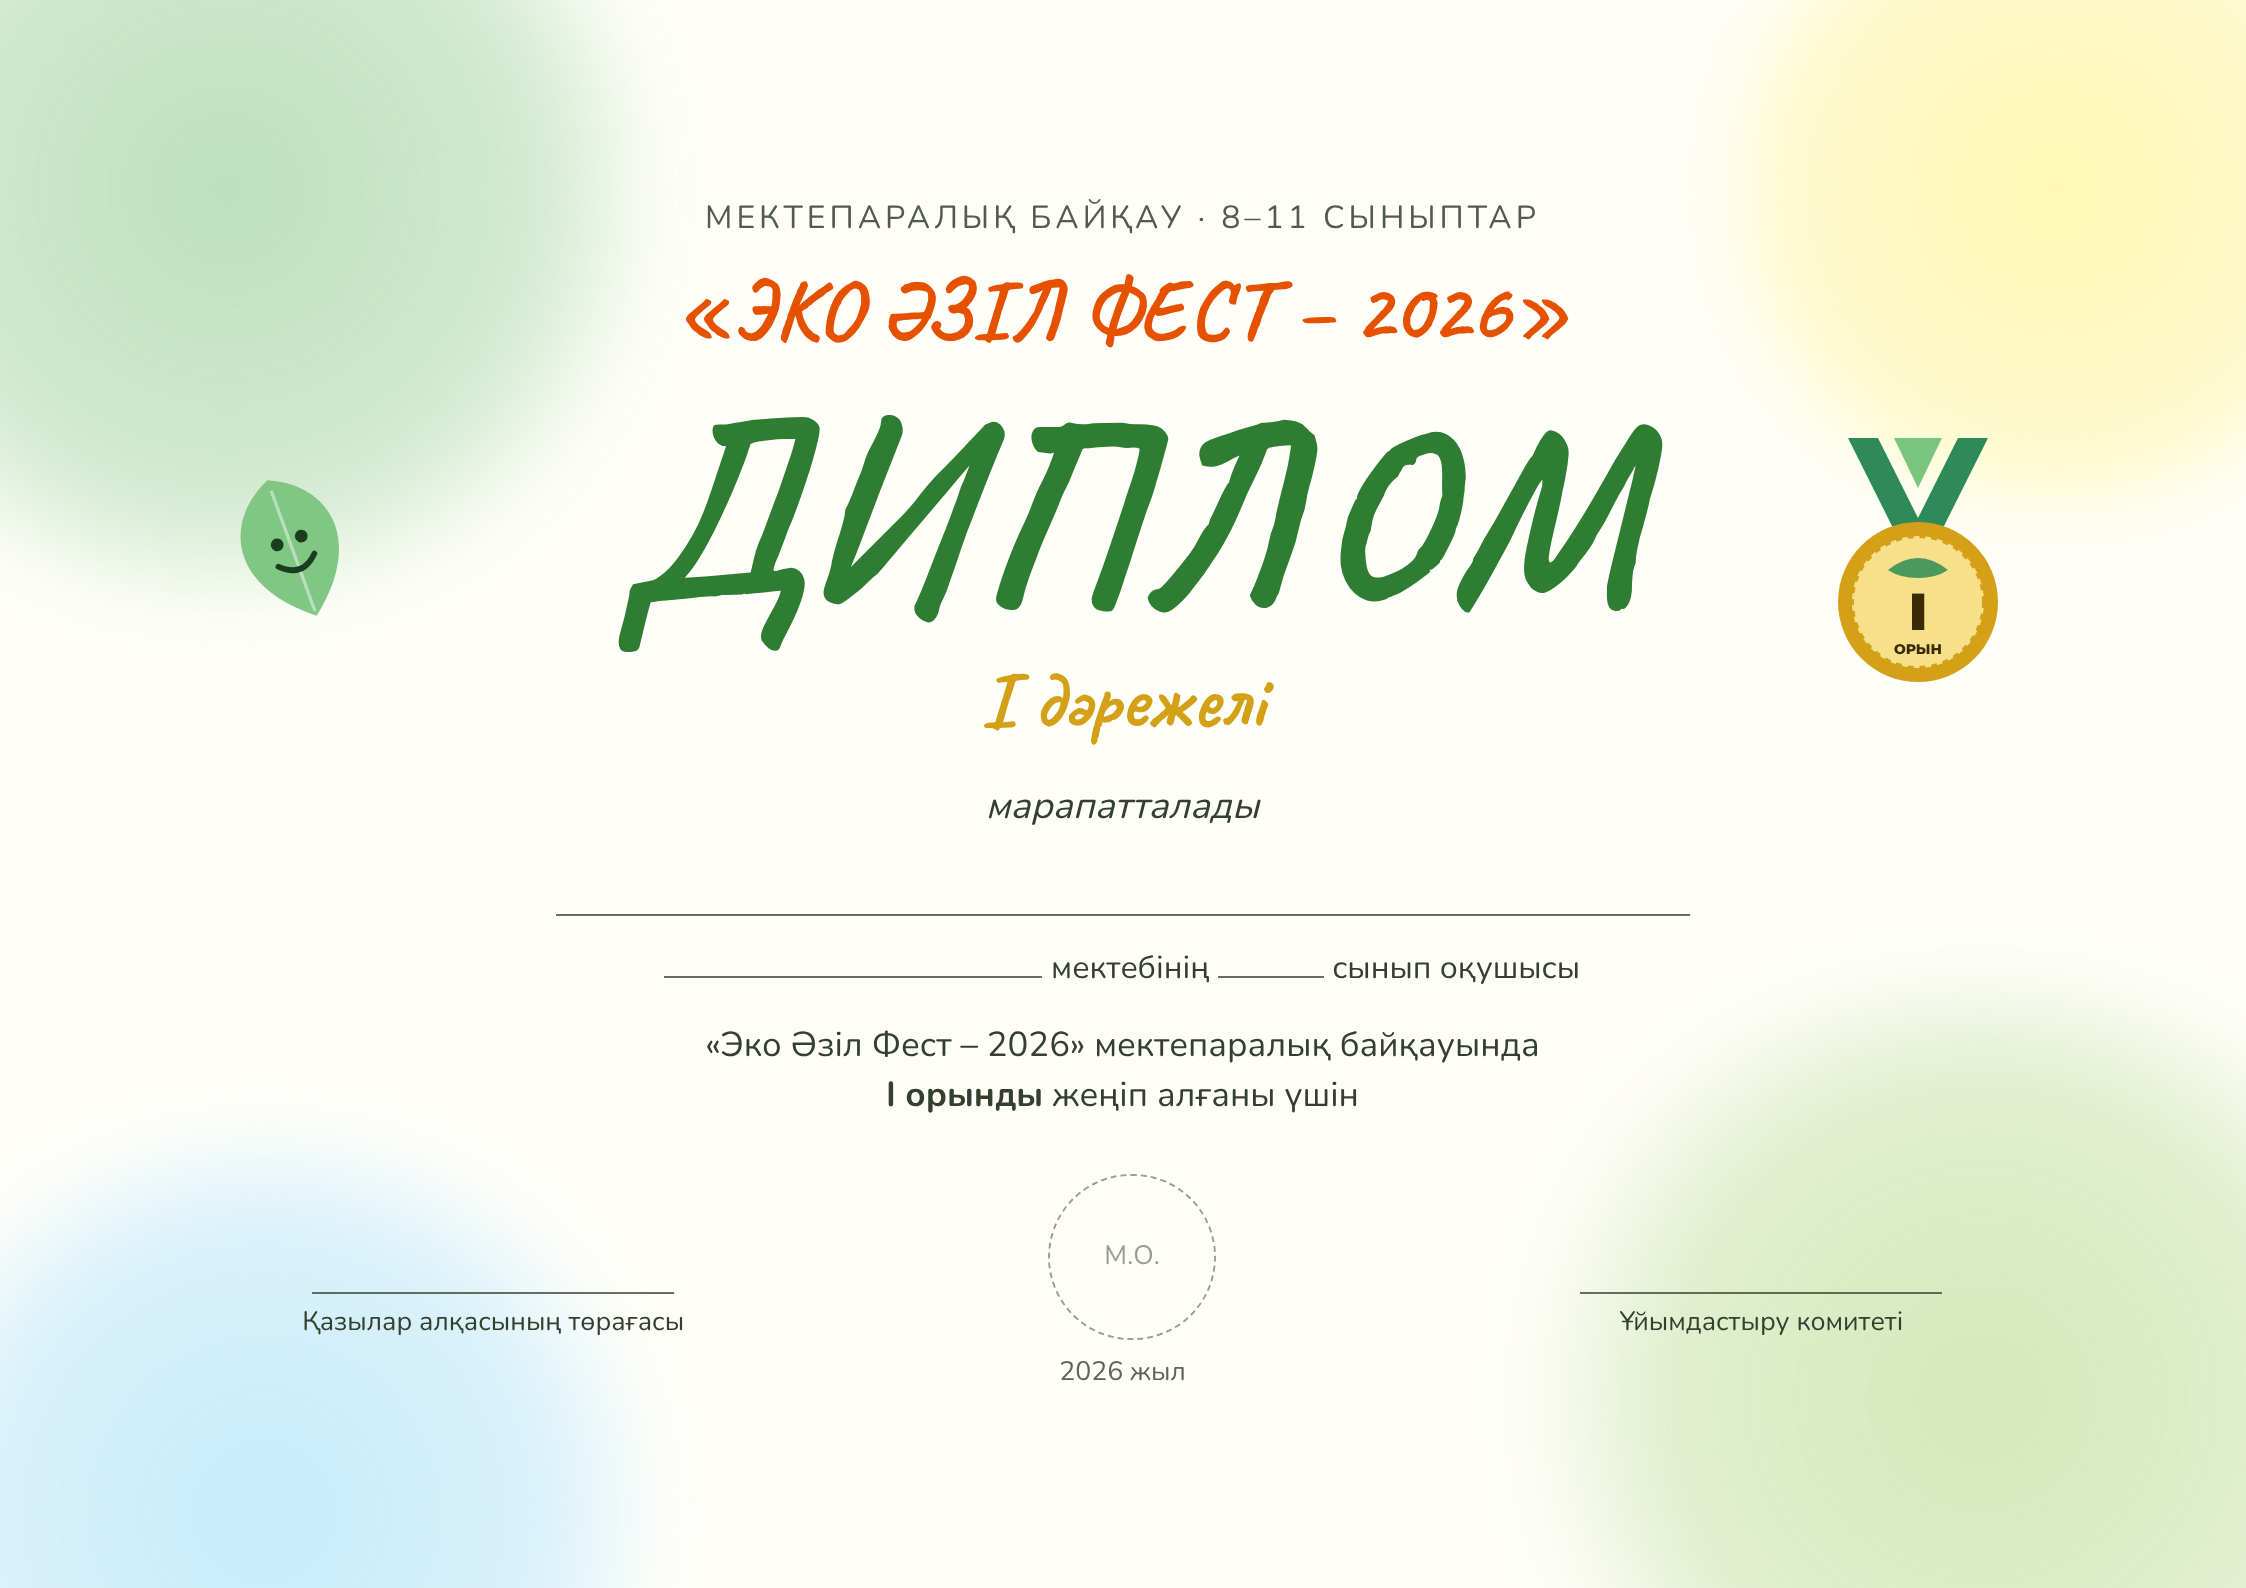 МЕКТЕПАРАЛЫҚ БАЙҚАУ · 8–11 СЫНЫПТАР
«ЭКО ӘЗІЛ ФЕСТ – 2026»
ДИПЛОМ
I
ОРЫН
I дәрежелі
марапатталады
мектебінің сынып оқушысы
«Эко Әзіл Фест – 2026» мектепаралық байқауында
I орынды жеңіп алғаны үшін
М.О.
Қазылар алқасының төрағасы
Ұйымдастыру комитеті
2026 жыл